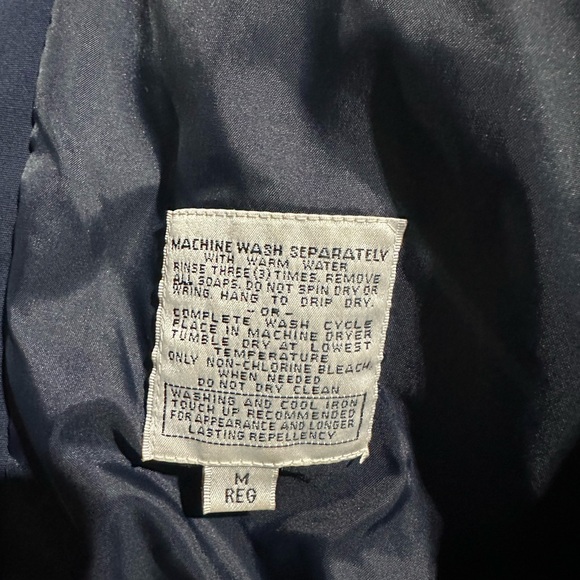 MACHINE WASH SEPARATELY
WITH WARM WATER
RINSE THREE (3) TIMES. REMOVE
ALL SOAPS. DO NOT SPIN DRY OR
WRING. HANG TO DRIP DRY.
-OR-
COMPLETE WASH CYCLE
PLACE IN MACHINE DRYER
TUMBLE DRY AT LOWEST
TEMPERATURE
ONLY NON-CHLORINE BLEACH
WHEN NEEDED
DO NOT DRY CLEAN
WASHING AND COOL IRON
TOUCH UP RECOMMENDED
FOR APPEARANCE AND LONGER
LASTING REPELLENCY
M
REG